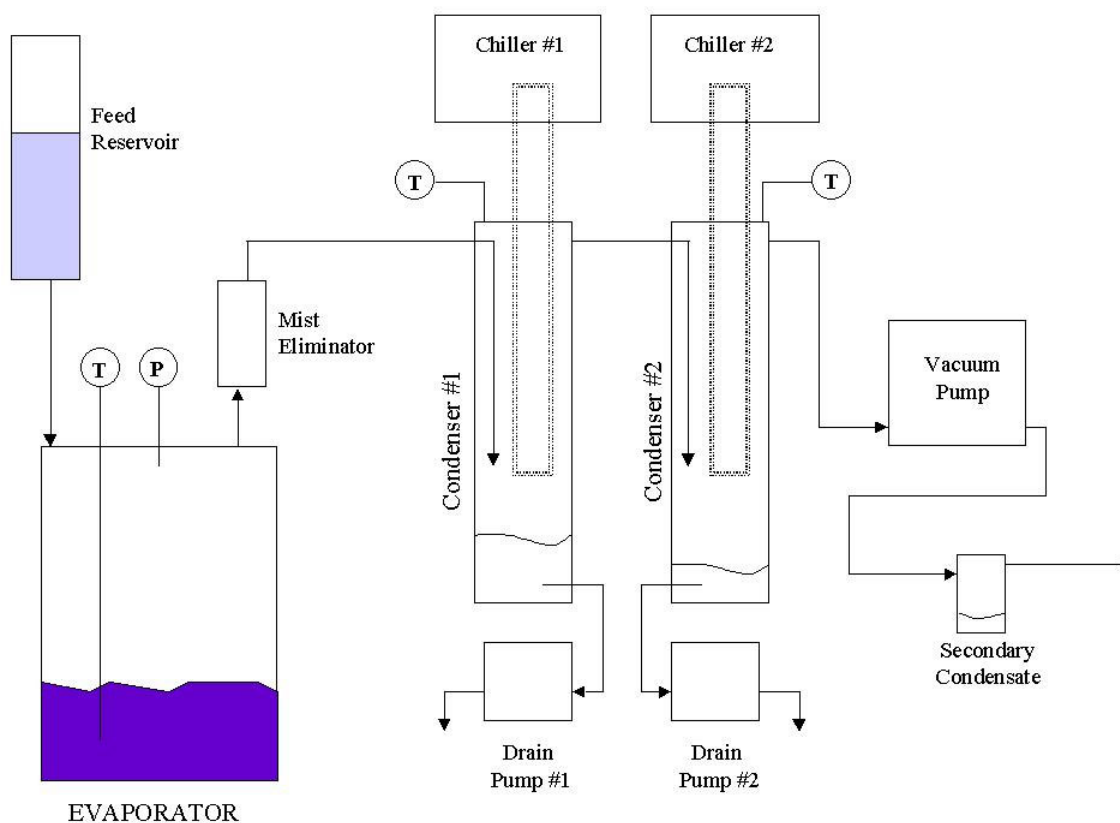 Chiller #1
Chiller #2
Feed
Reservoir
T
T
Mist
Eliminator
T
P
Condenser #1
Condenser #2
Vacuum
Pump
Secondary
Condensate
Drain
Pump #1
Drain
Pump #2
EVAPORATOR